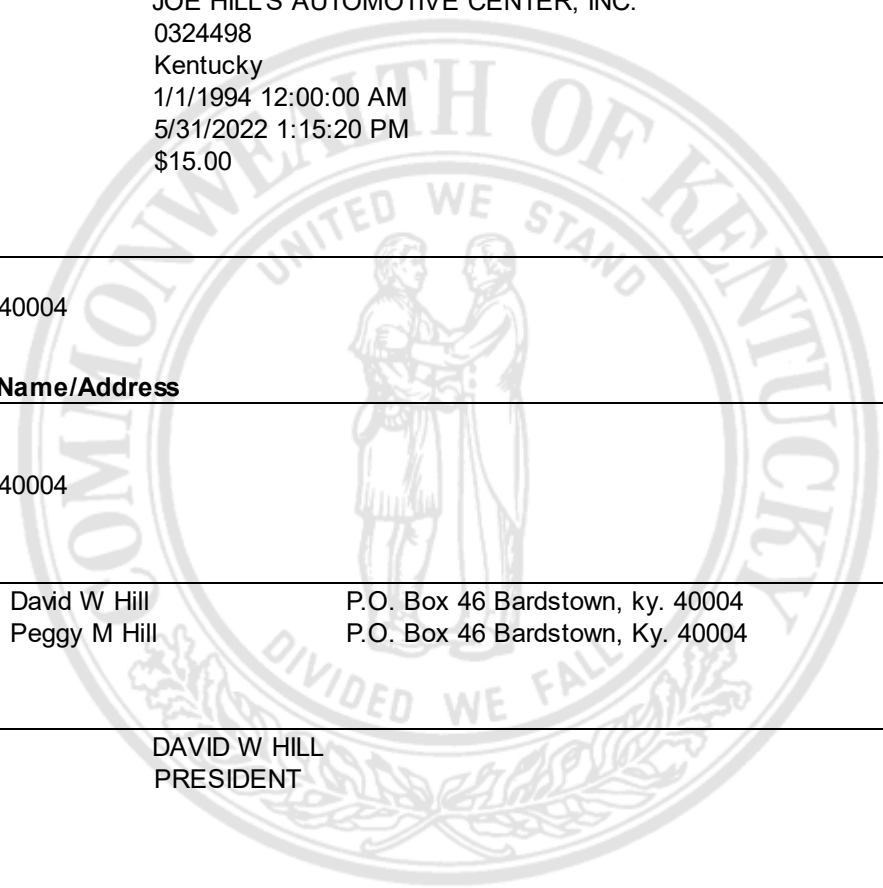 JOE HILL'S AUTOMOTIVE CENTER, INC.
0324498
Kentucky
1/1/1994 12:00:00 AM
5/31/2022 1:15:20 PM
$15.00
40004
Name/Address
40004
David W Hill P.O. Box 46 Bardstown, ky. 40004
Peggy M Hill P.O. Box 46 Bardstown, Ky. 40004
DAVID W HILL
PRESIDENT
COMMONWEALTH OF KENTUCKY
UNITED WE STAND
DIVIDED WE FALL